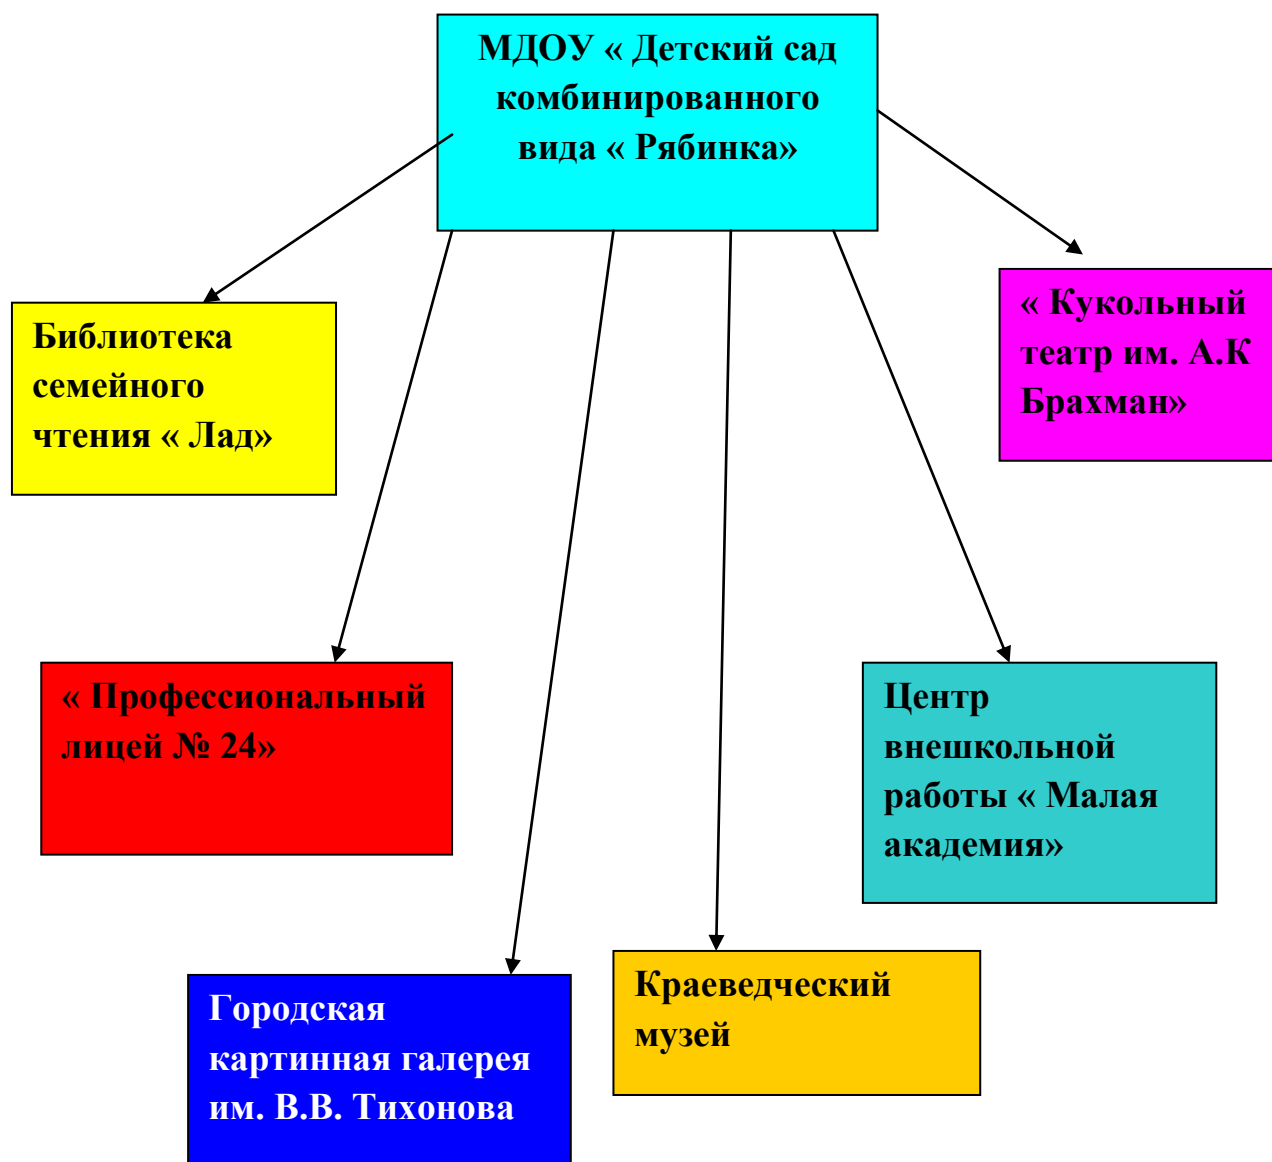 МДОУ « Детский сад
комбинированного
вида « Рябинка»
Библиотека
семейного
чтения « Лад»
« Кукольный
театр им. А.К
Брахман»
« Профессиональный
лицей № 24»
Центр
внешкольной
работы « Малая
академия»
Городская
картинная галерея
им. В.В. Тихонова
Краеведческий
музей